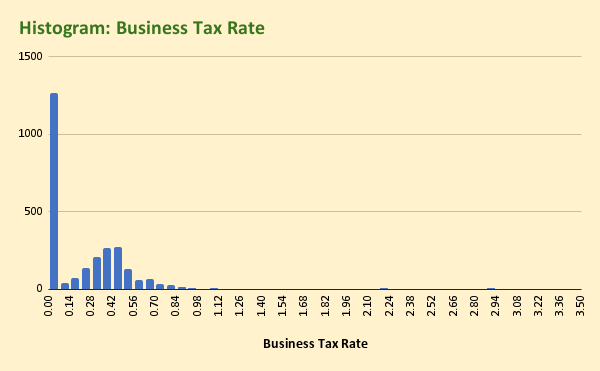 Histogram: Business Tax Rate
1500
1000
500
0
0.00 0.14 0.28 0.42 0.56 0.70 0.84 0.98 1.12 1.26 1.40 1.54 1.68 1.82 1.96 2.10 2.24 2.38 2.52 2.66 2.80 2.94 3.08 3.22 3.36 3.50
Business Tax Rate